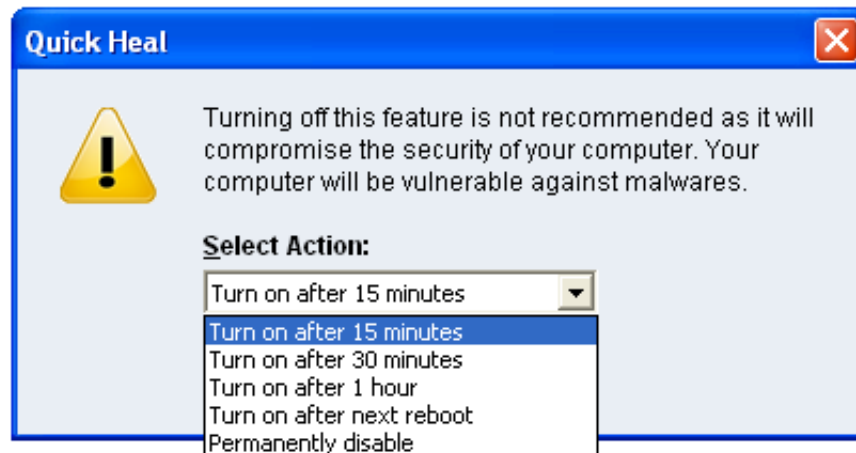 Quick Heal
Turning off this feature is not recommended as it will
compromise the security of your computer. Your
computer will be vulnerable against malwares.
Select Action:
Turn on after 15 minutes
Turn on after 15 minutes
Turn on after 30 minutes
Turn on after 1 hour
Turn on after next reboot
Permanently disable